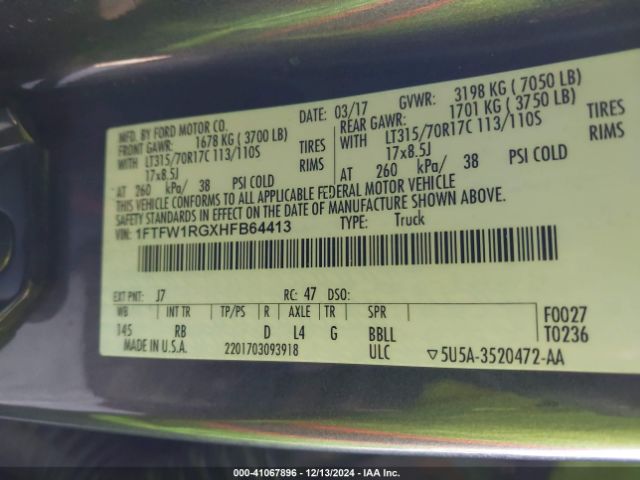 MFD. BY FORD MOTOR CO.
DATE: 03/17 GVWR: 3198 KG ( 7050 LB)
FRONT GAWR: 1678 KG ( 3700 LB)
REAR GAWR: 1701 KG ( 3750 LB)
WITH LT315/70R17C 113/110S TIRES
WITH LT315/70R17C 113/110S TIRES
17x8.5J RIMS
17x8.5J RIMS
AT 260 kPa/ 38 PSI COLD
AT 260 kPa/ 38 PSI COLD
THIS VEHICLE CONFORMS TO ALL APPLICABLE FEDERAL MOTOR VEHICLE
SAFETY STANDARDS IN EFFECT ON THE DATE OF MANUFACTURE SHOWN ABOVE.
VIN: 1FTFW1RGXHFB64413 TYPE: Truck
EXT PNT: J7 RC: 47 DSO:
WB INT TR TP/PS R AXLE TR SPR
145 RB D L4 G BBLL
F0027
T0236
MADE IN U.S.A. 2201703093918 ULC
▽5U5A-3520472-AA
000-41067896 - 12/13/2024 - IAA